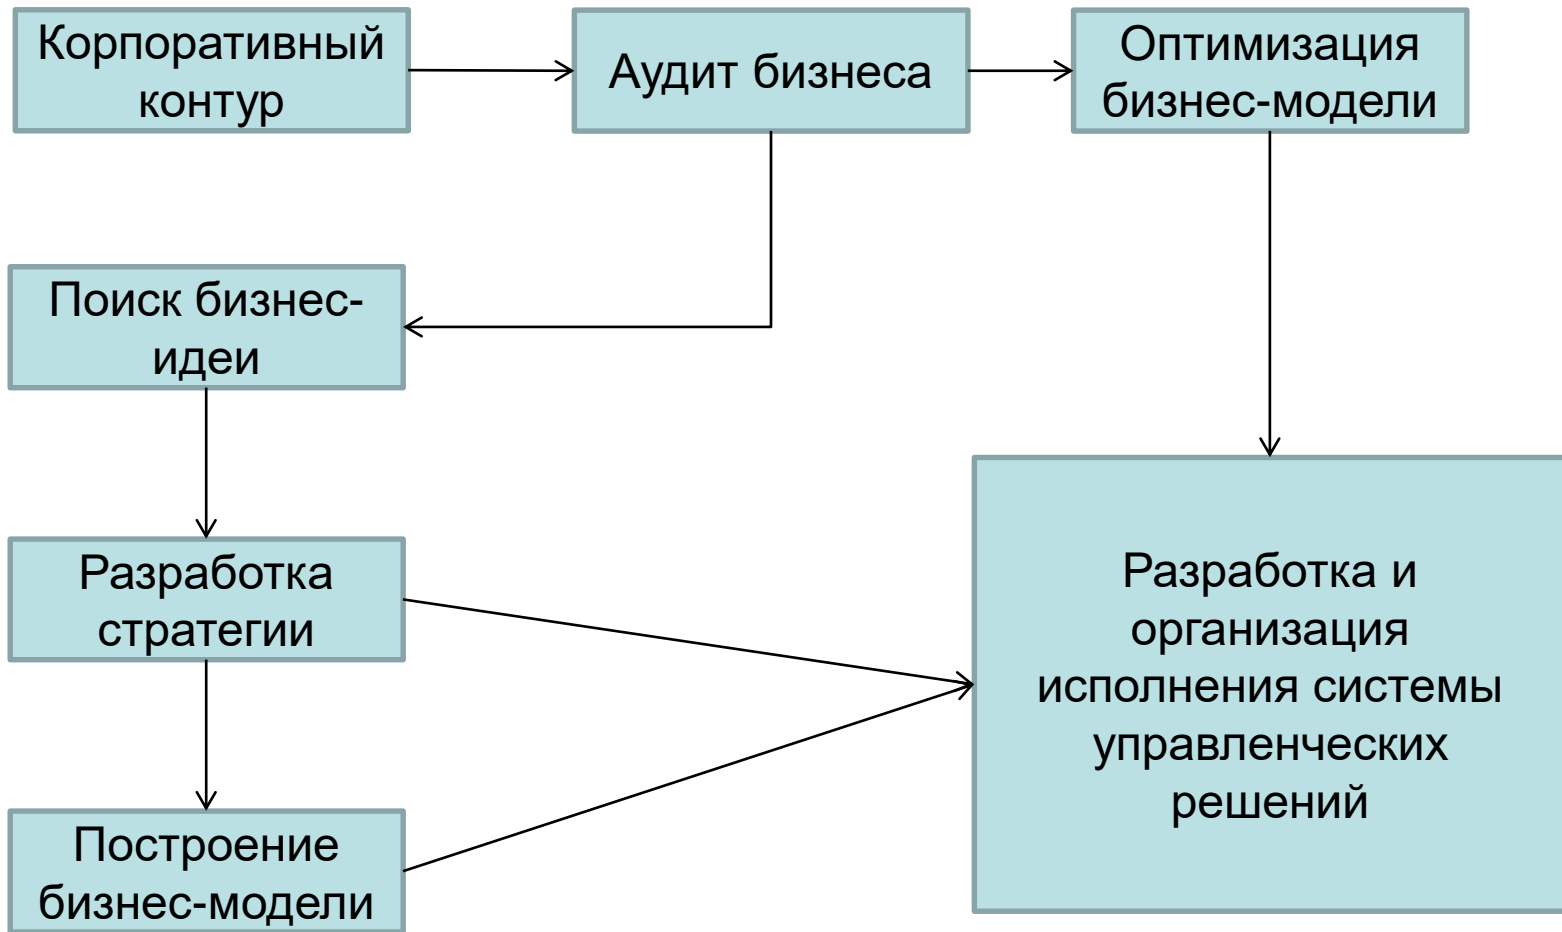 Корпоративный
контур
Аудит бизнеса
Оптимизация
бизнес-модели
Поиск бизнес-
идеи
Разработка
стратегии
Построение
бизнес-модели
Разработка и
организация
исполнения системы
управленческих
решений